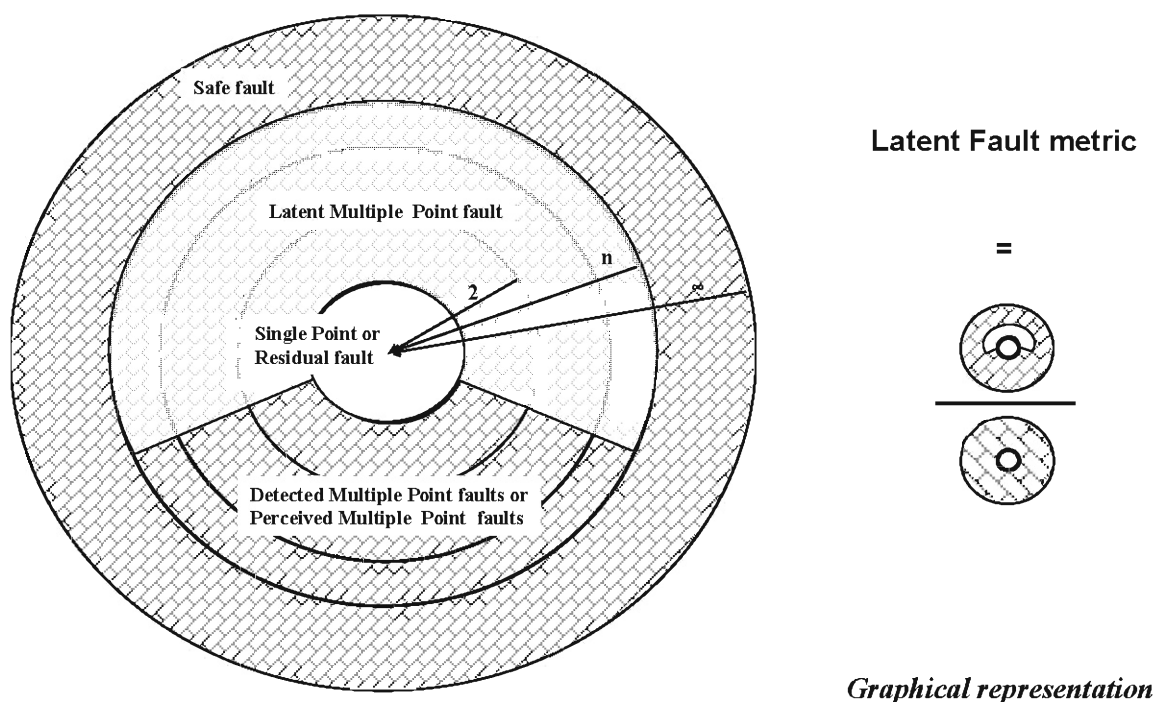 Safe fault
Latent Multiple Point fault
n
2
∞
Single Point or
Residual fault
Detected Multiple Point faults or
Perceived Multiple Point faults
Latent Fault metric
=
Graphical representation